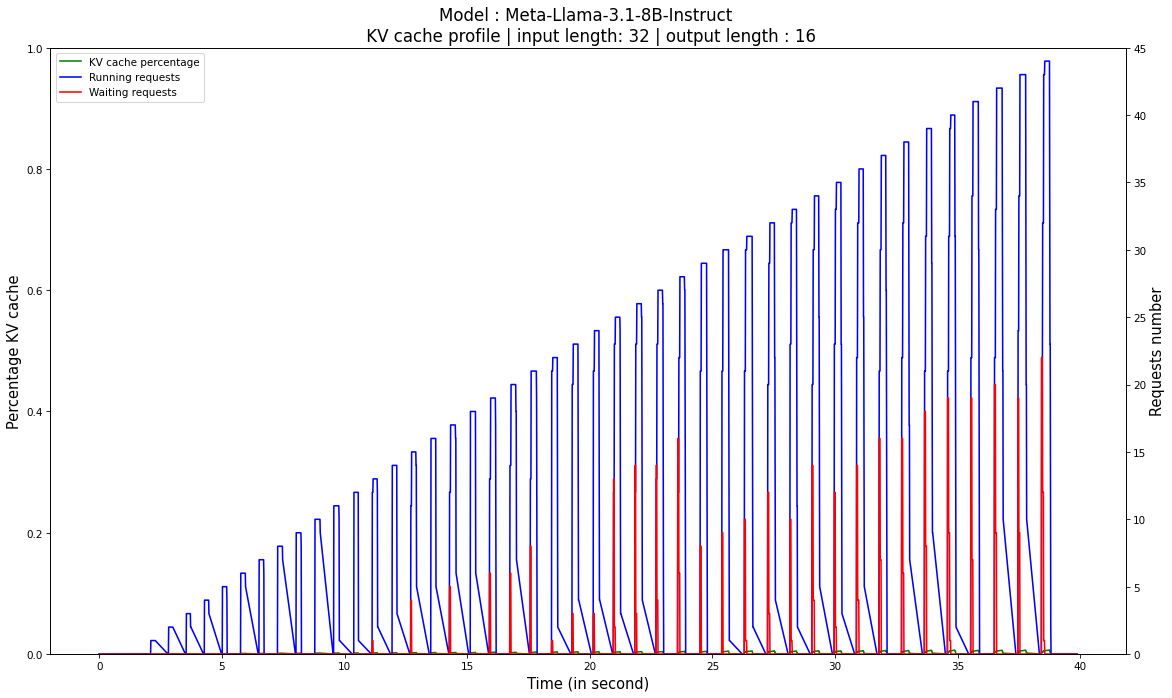 Model : Meta-Llama-3.1-8B-Instruct
KV cache profile | input length: 32 | output length : 16
KV cache percentage
Running requests
Waiting requests
Percentage KV cache
1.0
0.8
0.6
0.4
0.2
0.0
45
40
35
30
25
20
15
10
5
0
Requests number
0 5 10 15 20 25 30 35 40
Time (in second)